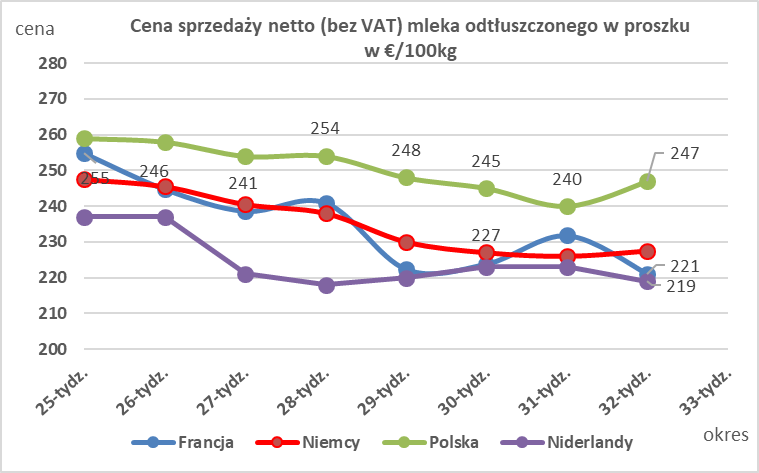 cena
Cena sprzedaży netto (bez VAT) mleka odtłuszczonego w proszku
w €/100kg
280
270
260
250
240
230
220
210
200
255
246
241
254
248
245
227
240
247
221
219
25-tydz.
26-tydz.
27-tydz.
28-tydz.
29-tydz.
30-tydz.
31-tydz.
32-tydz.
33-tydz.
okres
Francja Niemcy Polska Niderlandy